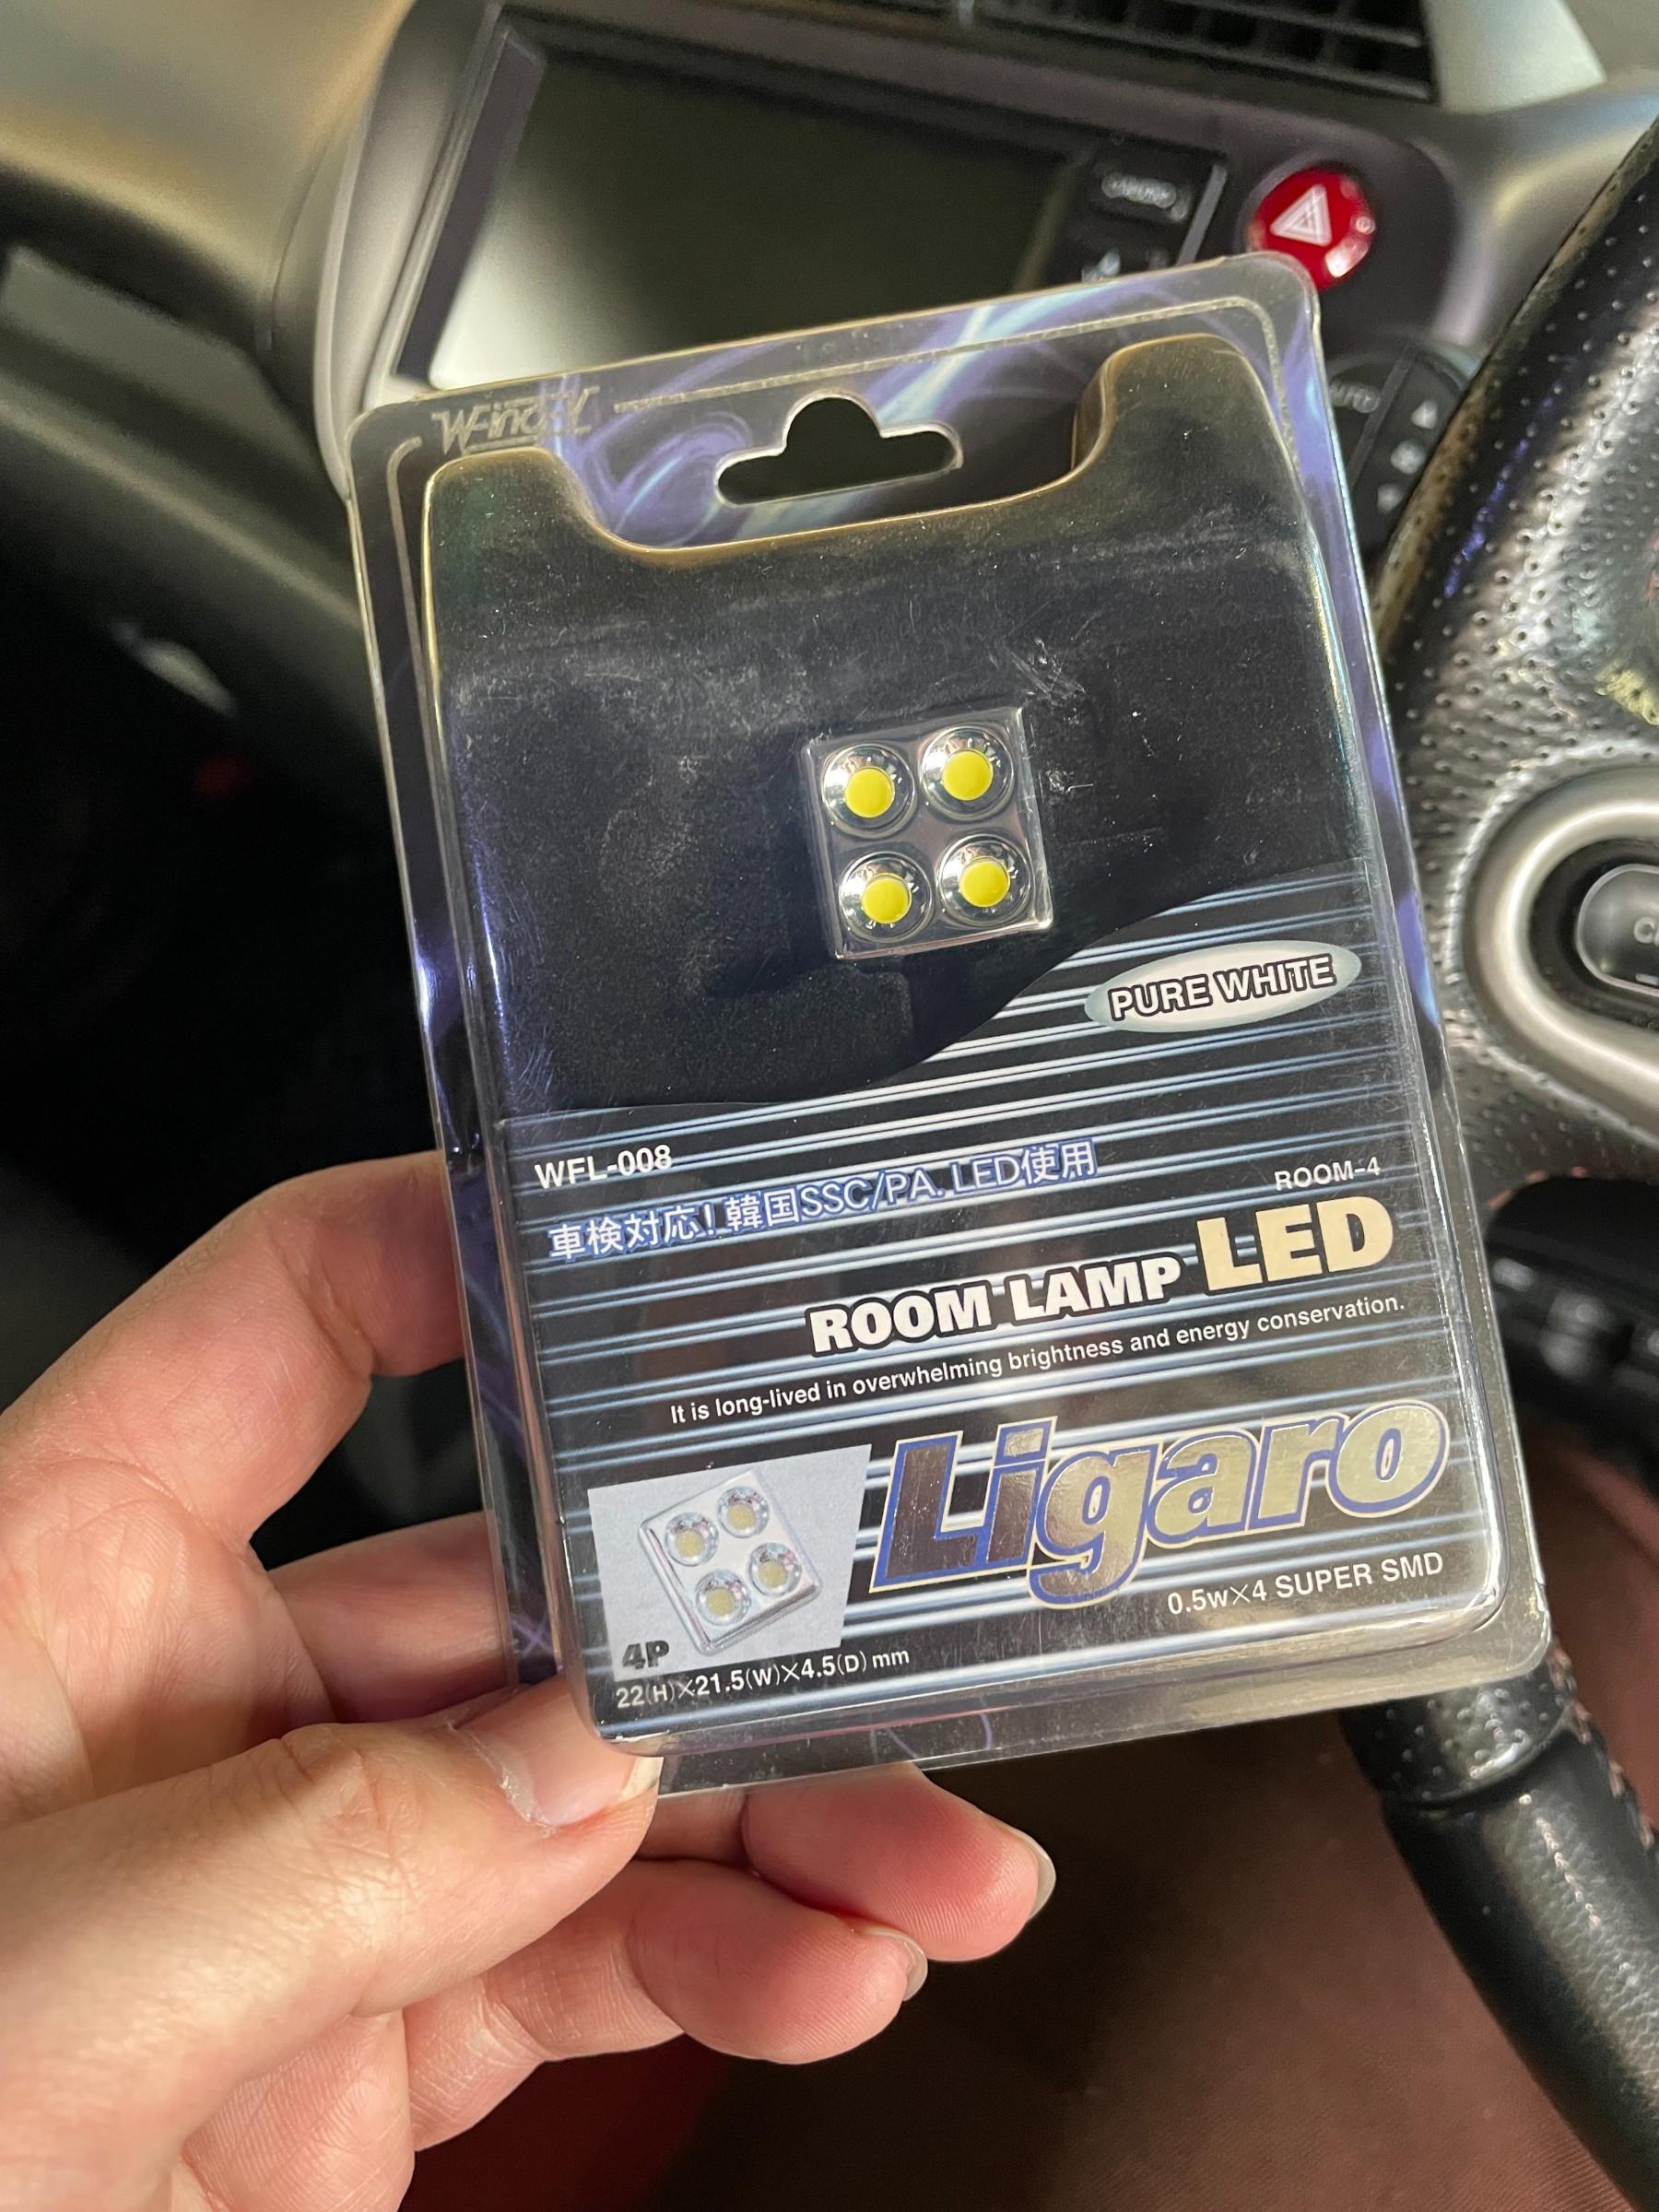 PURE WHITE
WFL-008
車検対応！韓国SSC/PA. LED使用
ROOM-4
ROOM LAMP LED
It is long-lived in overwhelming brightness and energy conservation.
Ligaro
0.5w×4 SUPER SMD
4P
22(H)×21.5(W)×4.5(D)mm
AUTO